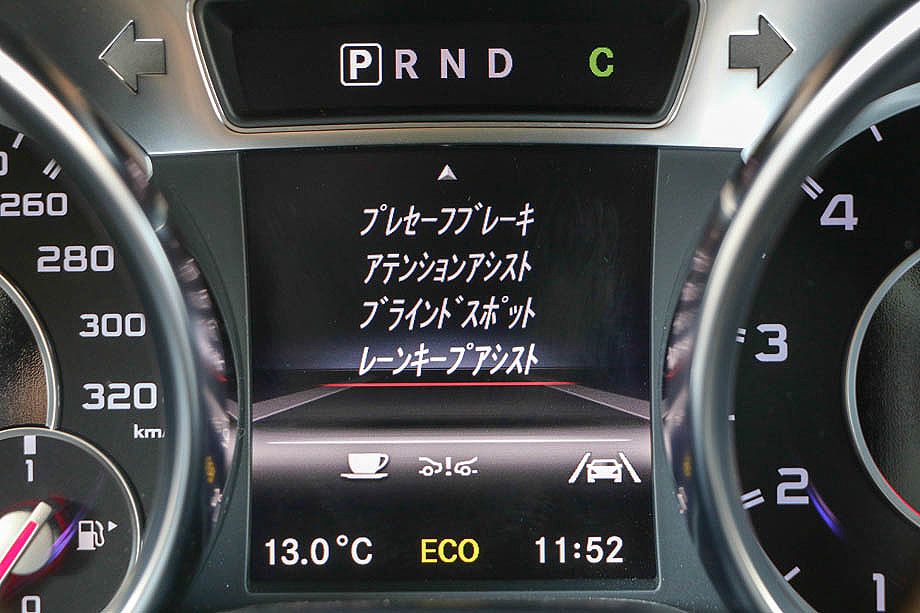 P R N D C
プレセーフブレーキ
アテンションアシスト
ブラインドスポット
レーンキープアシスト
13.0°C ECO 11:52
260
280
300
320
km/
1
0
4
3
2
1